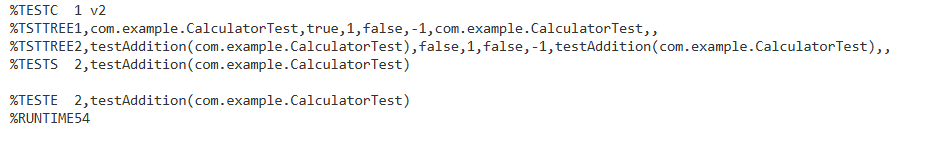 %TESTC  1 v2
%TSTTREE1,com.example.CalculatorTest,true,1,false,-1,com.example.CalculatorTest,,
%TSTTREE2,testAddition(com.example.CalculatorTest),false,1,false,-1,testAddition(com.example.CalculatorTest),,
%TESTS  2,testAddition(com.example.CalculatorTest)

%TESTE  2,testAddition(com.example.CalculatorTest)
%RUNTIME54